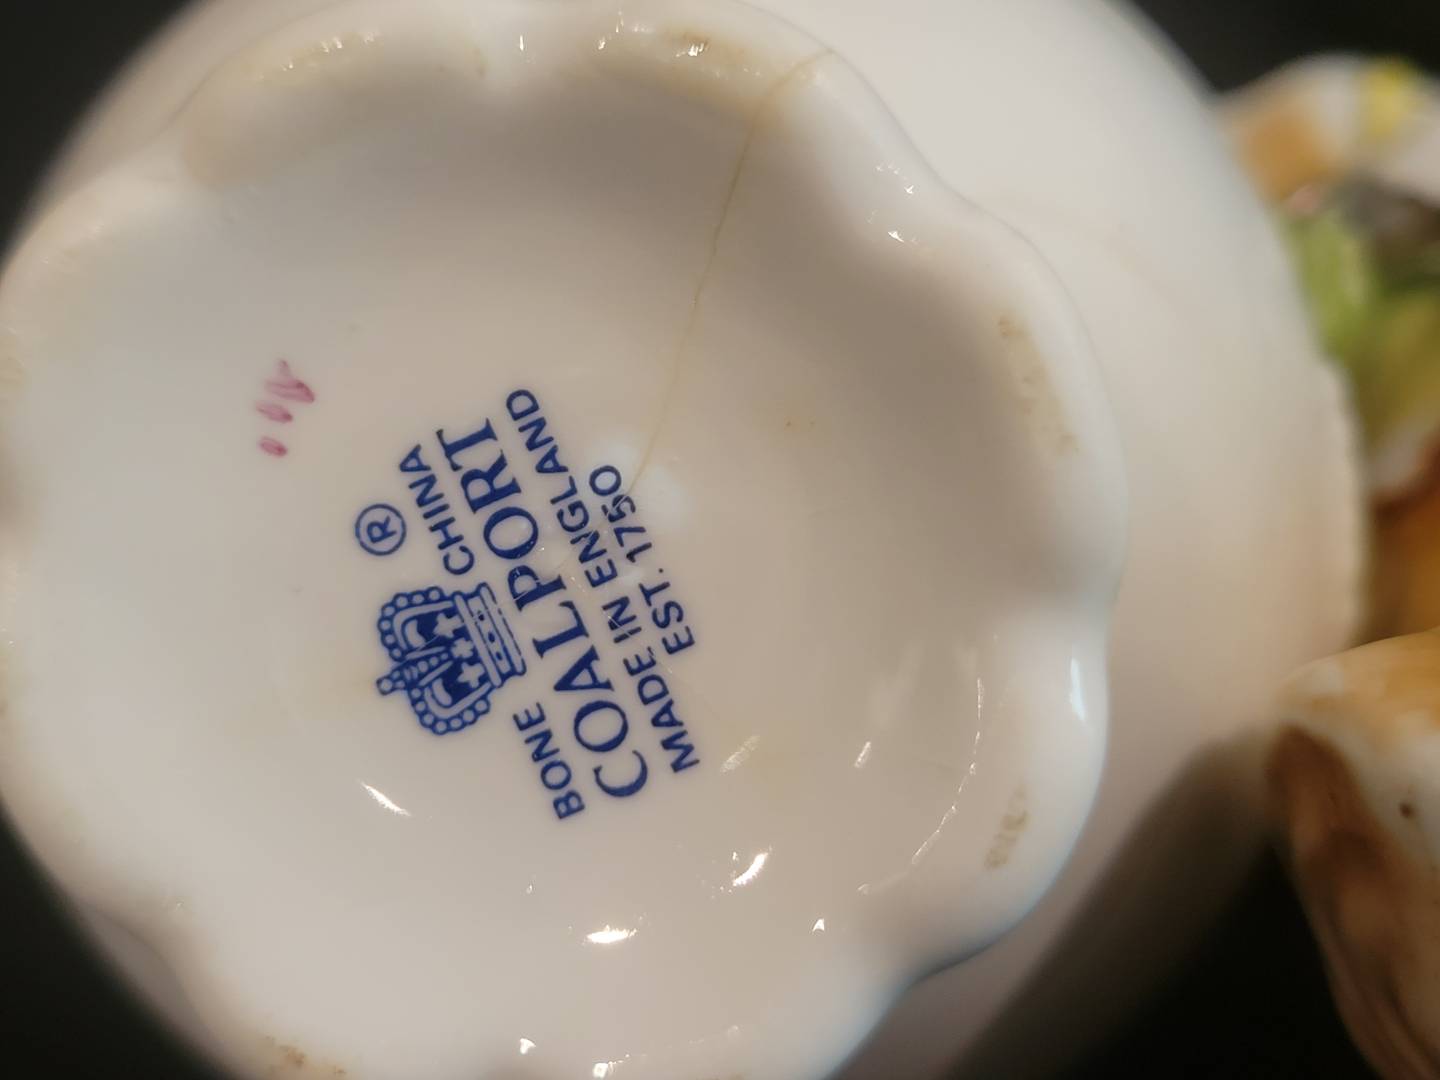 ®
BONE CHINA
COALPORT
MADE IN ENGLAND
EST. 1750